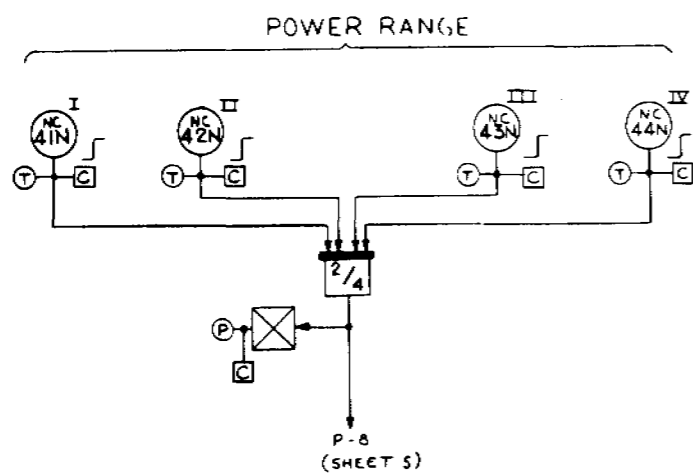 POWER RANGE
I II III IV
NC 41N NC 42N NC 43N NC 44N
T C T C T C T C
2/4
P
C
P-8
(SHEET 5)